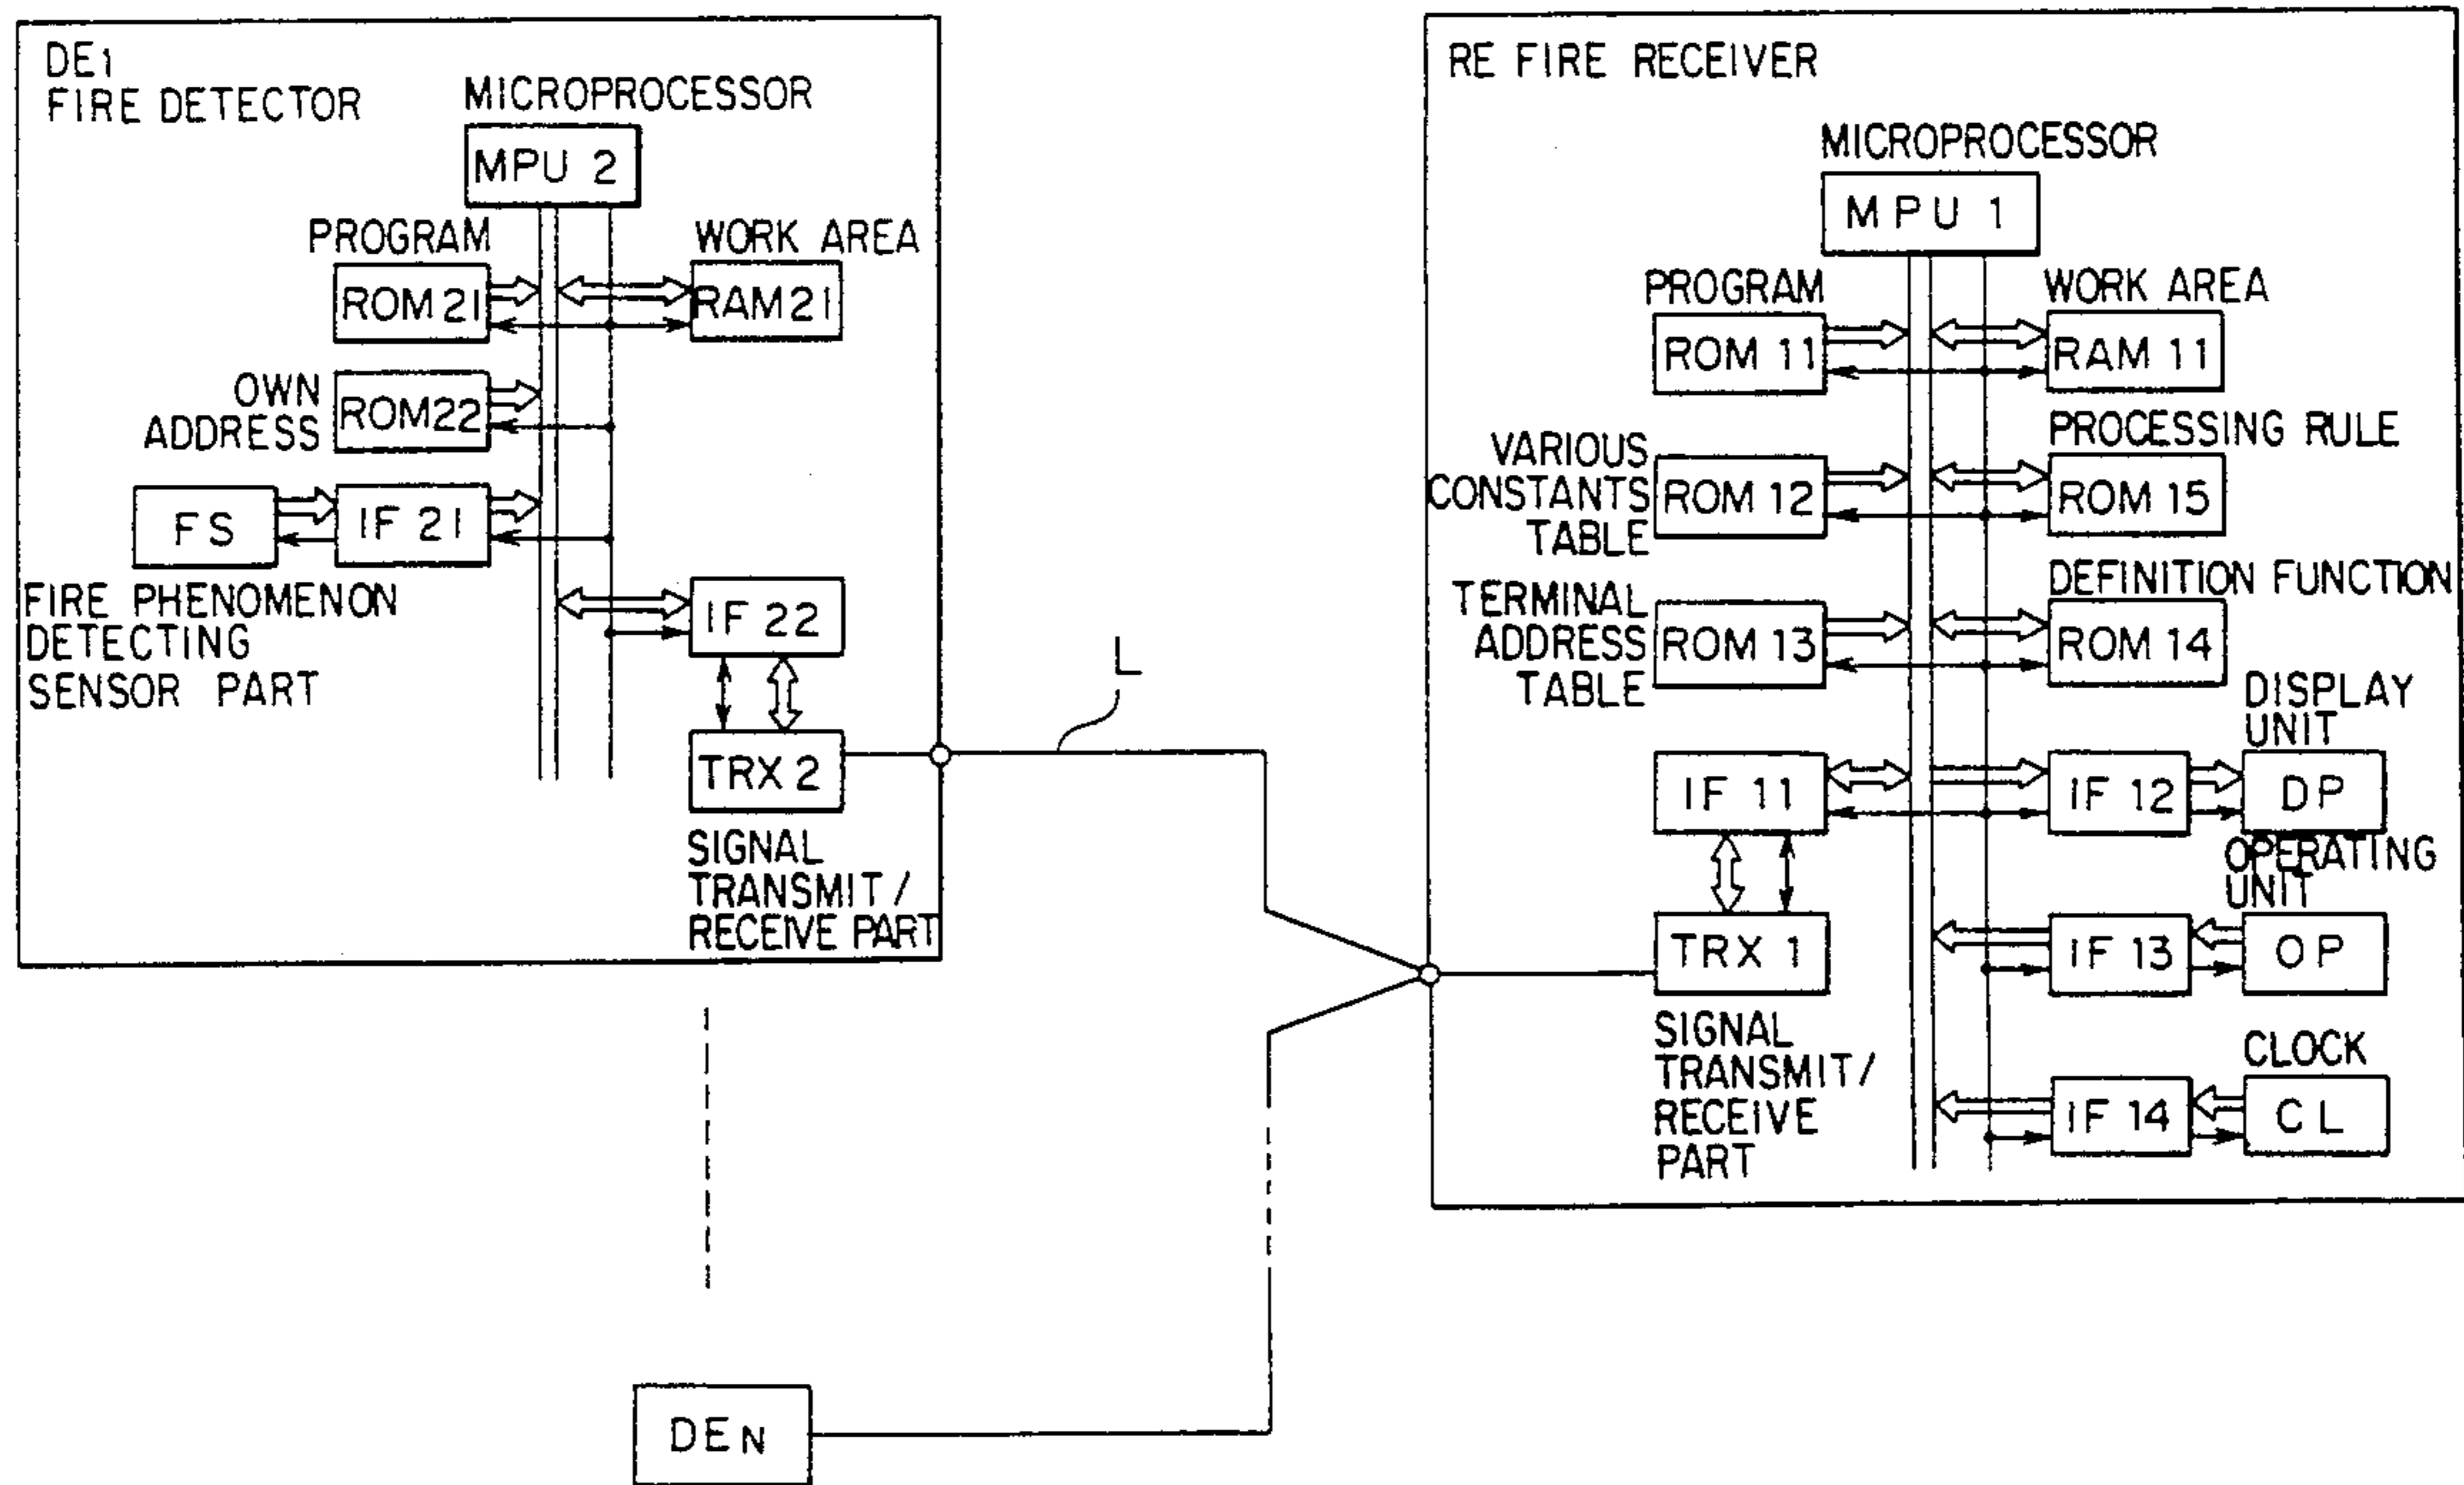 DE1
FIRE DETECTOR
MICROPROCESSOR
MPU 2
PROGRAM
ROM 21
WORK AREA
RAM 21
OWN
ADDRESS
ROM22
FS
IF 21
FIRE PHENOMENON
DETECTING
SENSOR PART
IF 22
TRX 2
SIGNAL
TRANSMIT/
RECEIVE PART
L
DEN
RE FIRE RECEIVER
MICROPROCESSOR
MPU 1
PROGRAM
ROM 11
WORK AREA
RAM 11
VARIOUS
CONSTANTS
TABLE
ROM 12
PROCESSING RULE
ROM 15
TERMINAL
ADDRESS
TABLE
ROM 13
DEFINITION FUNCTION
ROM 14
IF 11
IF 12
DISPLAY
UNIT
DP
TRX 1
SIGNAL
TRANSMIT/
RECEIVE
PART
OPERATING
UNIT
IF 13
OP
CLOCK
IF 14
CL